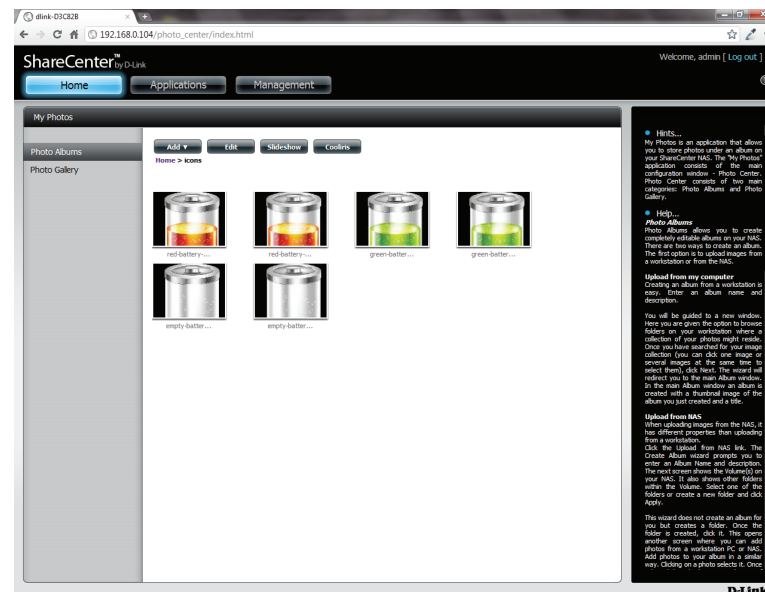 dlink-D3C82B
192.168.0.104/photo_center/index.html
ShareCenter™ by D-Link
Welcome, admin [ Log out ]
Home
Applications
Management
My Photos
Photo Albums
Photo Gallery
Add ▼
Edit
Slideshow
Cooliris
Home > icons
red-battery-...
red-battery-...
green-batter...
green-batter...
empty-batter...
empty-batter...
Hints...
My Photos is an application that allows
you to store photos under an album on
your ShareCenter NAS. The "My Photos"
application consists of the main
configuration window - Photo Center.
Photo Center consists of two main
categories: Photo Albums and Photo
Gallery.
Help...
Photo Albums
Photo Albums allows you to create
completely editable albums on your NAS.
There are two ways to create an album.
The first option is to upload images from
a workstation or from the NAS.
Upload from my computer
Creating an album from a workstation is
easy. Enter an album name and
description.
You will be guided to a new window.
Here you are given the option to browse
folders on your workstation where a
collection of your photos might reside.
Once you have searched for your image
collection (you can click one image or
several images at the same time to
select them), click Next. The wizard will
redirect you to the main Album window.
In the main Album window an album is
created with a thumbnail image of the
album you just created and a title.
Upload from NAS
When uploading images from the NAS, it
has different properties than uploading
from a workstation.
Click the Upload from NAS link. The
Create Album wizard prompts you to
enter an Album Name and description.
The next screen shows the Volume(s) on
your NAS. It also shows other folders
within the Volume. Select one of the
folders or create a new folder and click
Apply.
This wizard does not create an album for
you but creates a folder. Once the
folder is created, click it. This opens
another screen where you can add
photos from a workstation PC or NAS.
Add photos to your album in a similar
way. Clicking on a photo selects it. Once
D-Link